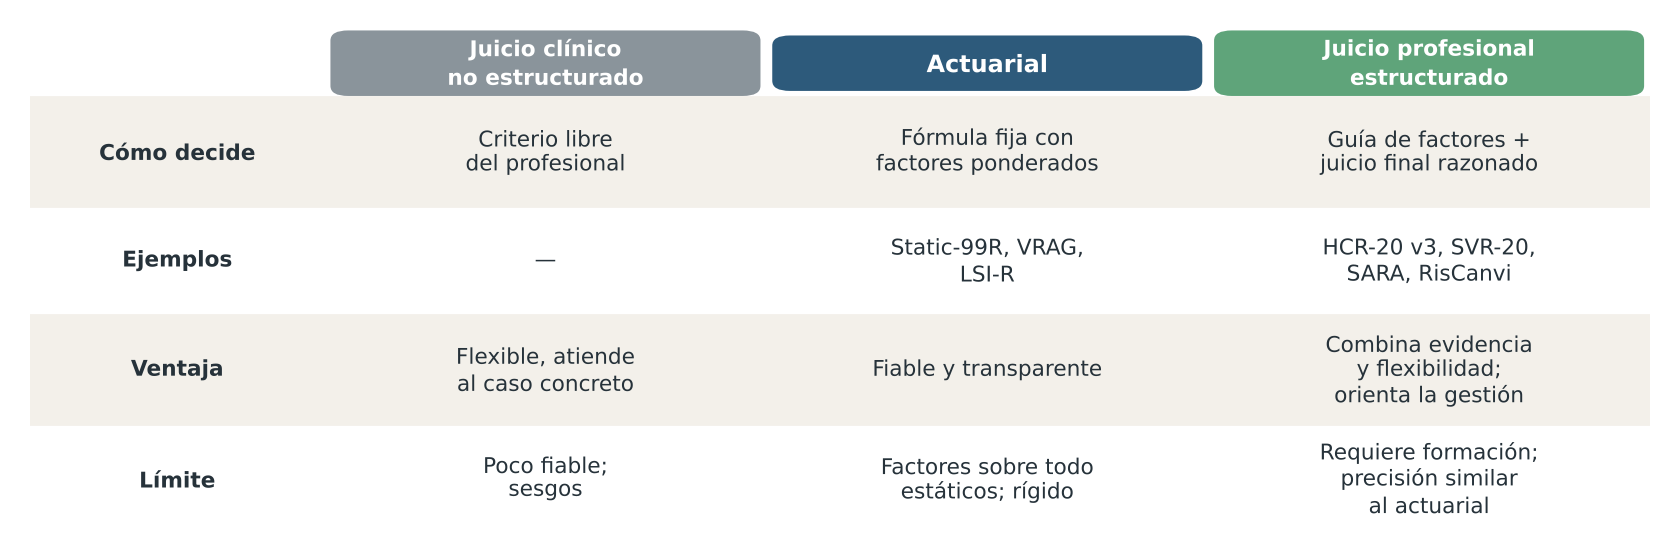 Juicio clínico
no estructurado
Actuarial
Juicio profesional
estructurado
Cómo decide
Criterio libre
del profesional
Fórmula fija con
factores ponderados
Guía de factores +
juicio final razonado
Ejemplos
—
Static-99R, VRAG,
LSI-R
HCR-20 v3, SVR-20,
SARA, RisCanvi
Ventaja
Flexible, atiende
al caso concreto
Fiable y transparente
Combina evidencia
y flexibilidad;
orienta la gestión
Límite
Poco fiable;
sesgos
Factores sobre todo
estáticos; rígido
Requiere formación;
precisión similar
al actuarial